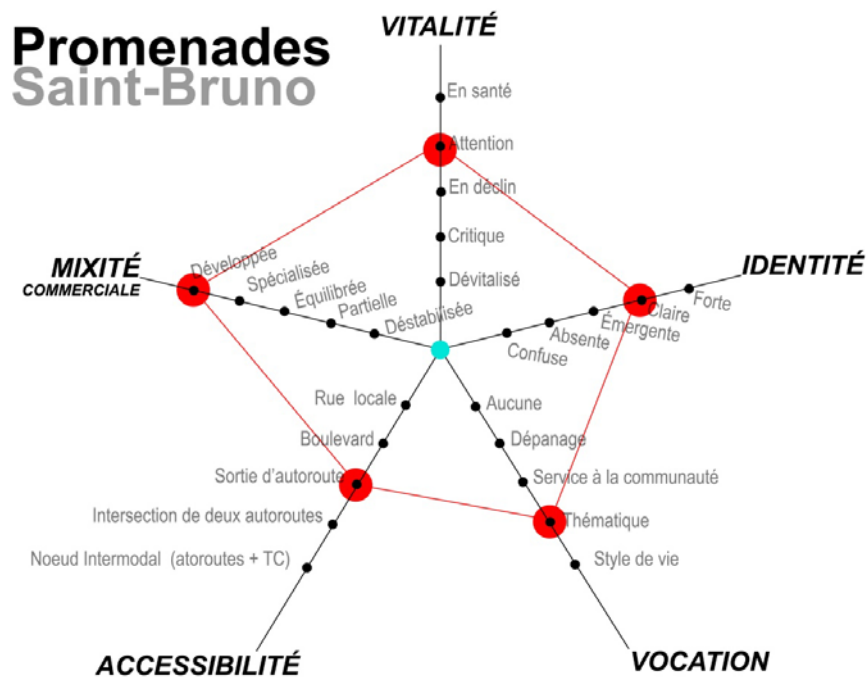 Promenades
Saint-Bruno
VITALITÉ
En santé
Attention
En déclin
Critique
Dévitalisé
MIXITÉ
COMMERCIALE
Développée
Spécialisée
Équilibrée
Partielle
Déstabilisée
IDENTITÉ
Forte
Claire
Émergente
Absente
Confuse
Rue locale
Boulevard
Sortie d'autoroute
Intersection de deux autoroutes
Noeud Intermodal (atoroutes + TC)
ACCESSIBILITÉ
Aucune
Dépanage
Service à la communauté
Thématique
Style de vie
VOCATION